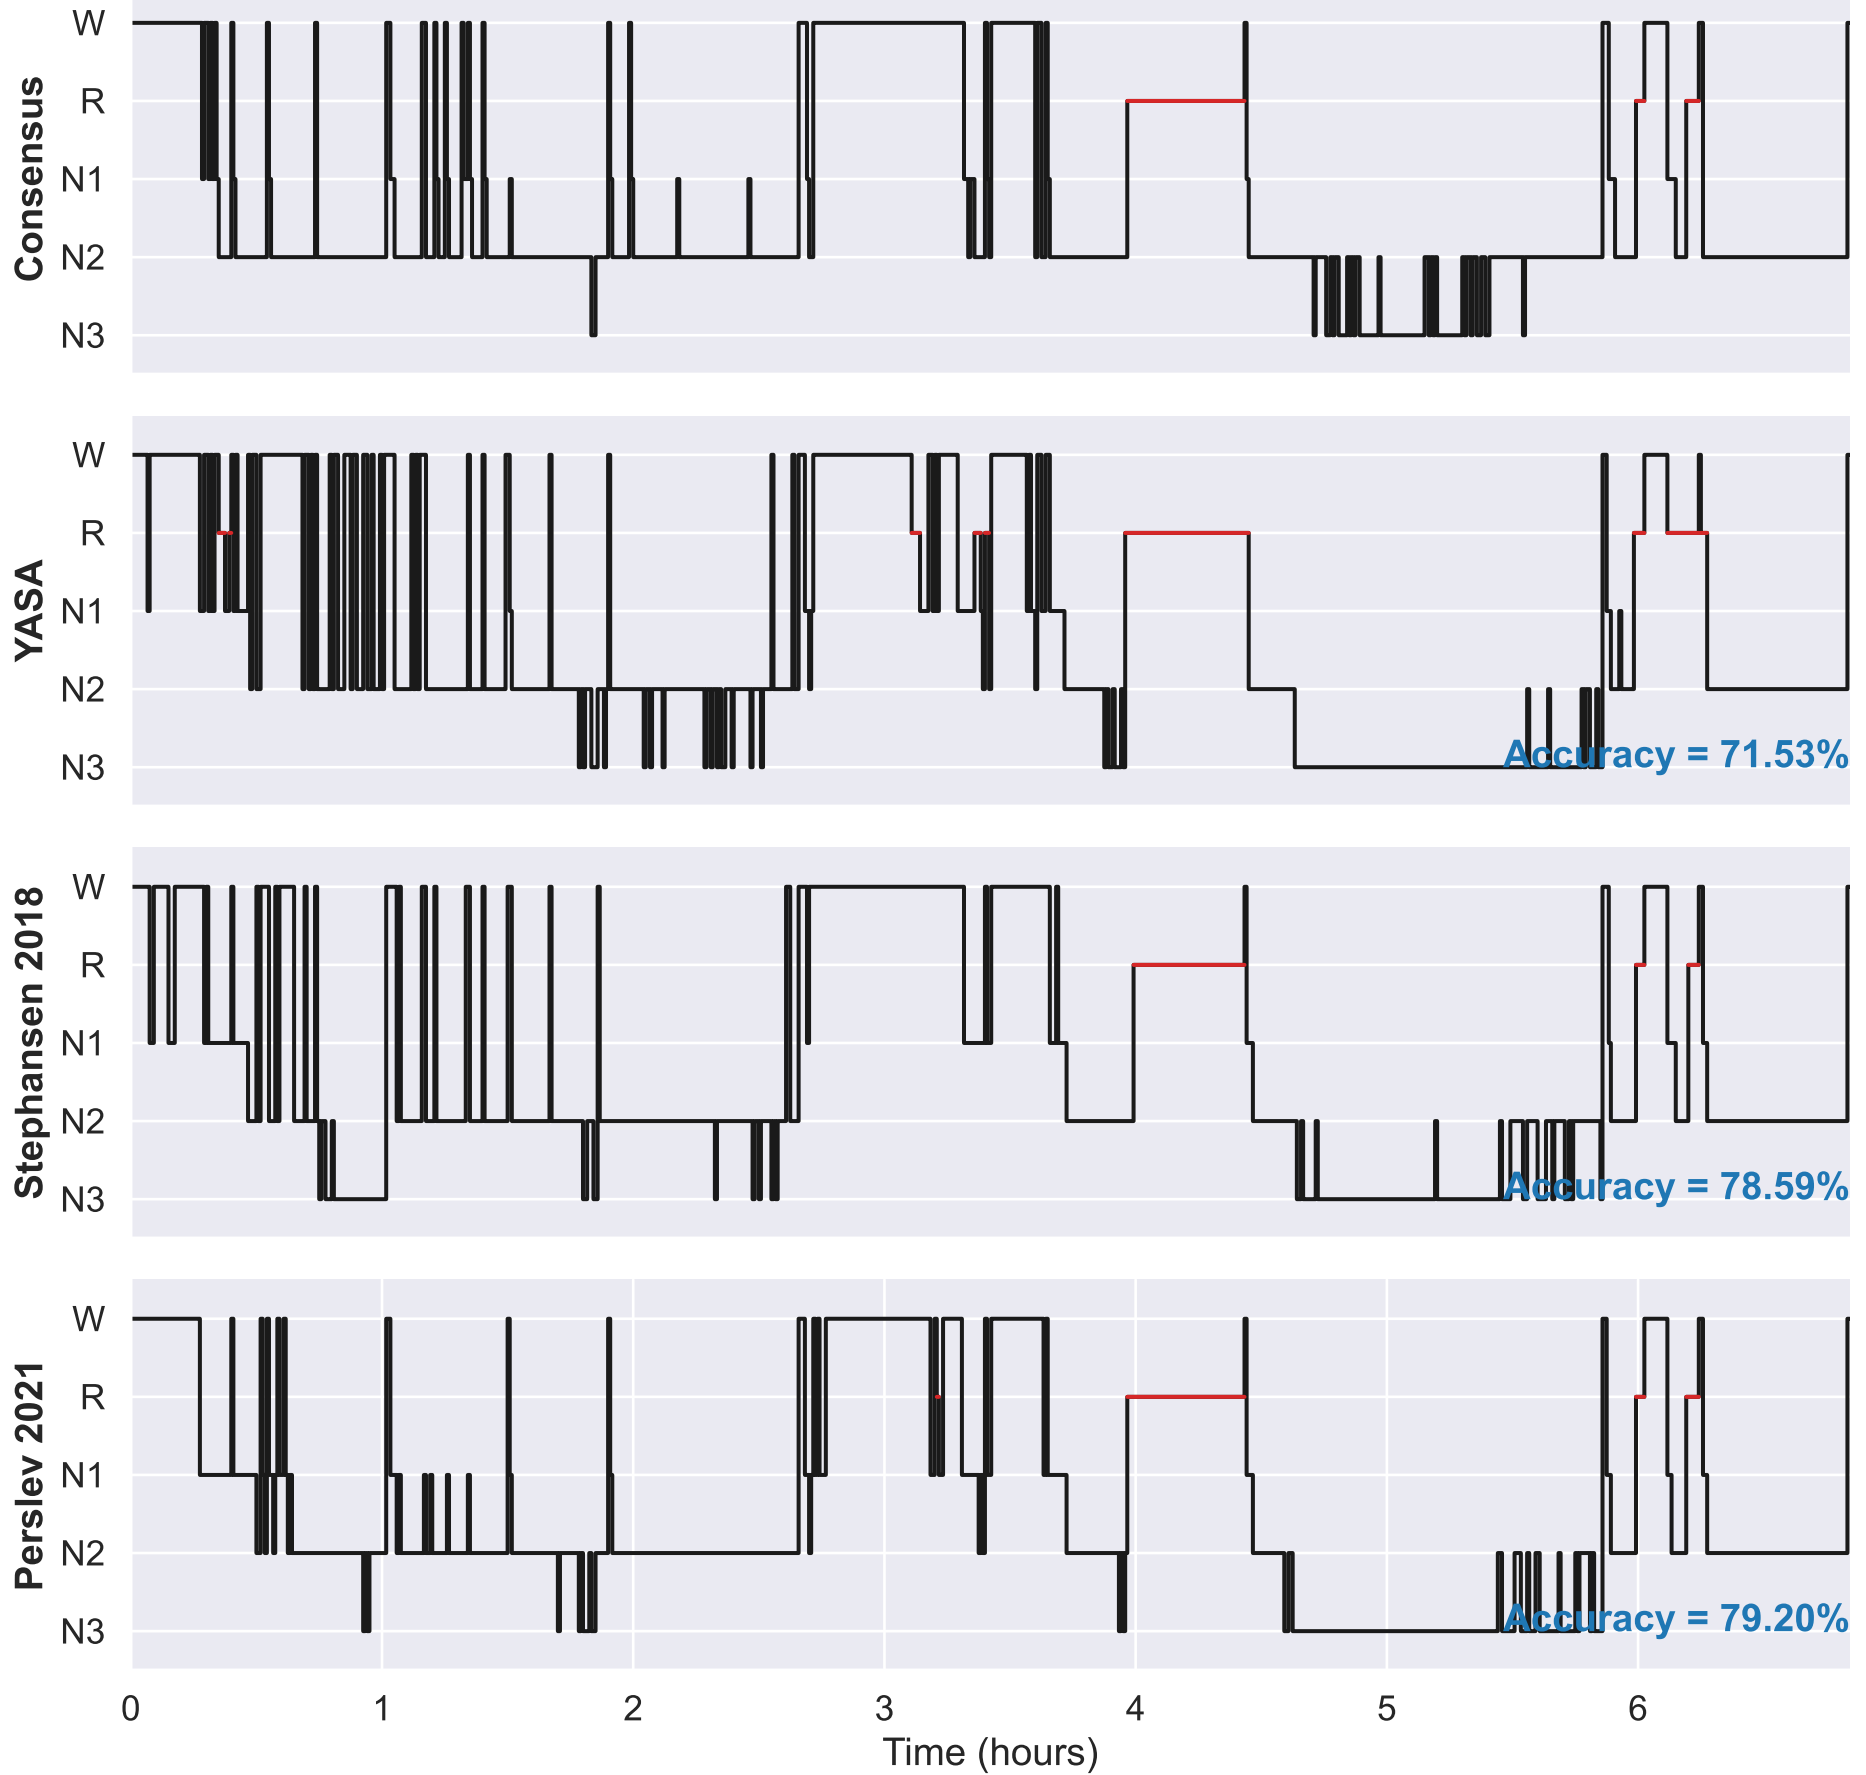 Consensus
W
R
N1
N2
N3
YASA
W
R
N1
N2
N3
Accuracy = 71.53%
Stephansen 2018
W
R
N1
N2
N3
Accuracy = 78.59%
Perslev 2021
W
R
N1
N2
N3
Accuracy = 79.20%
0 1 2 3 4 5 6
Time (hours)